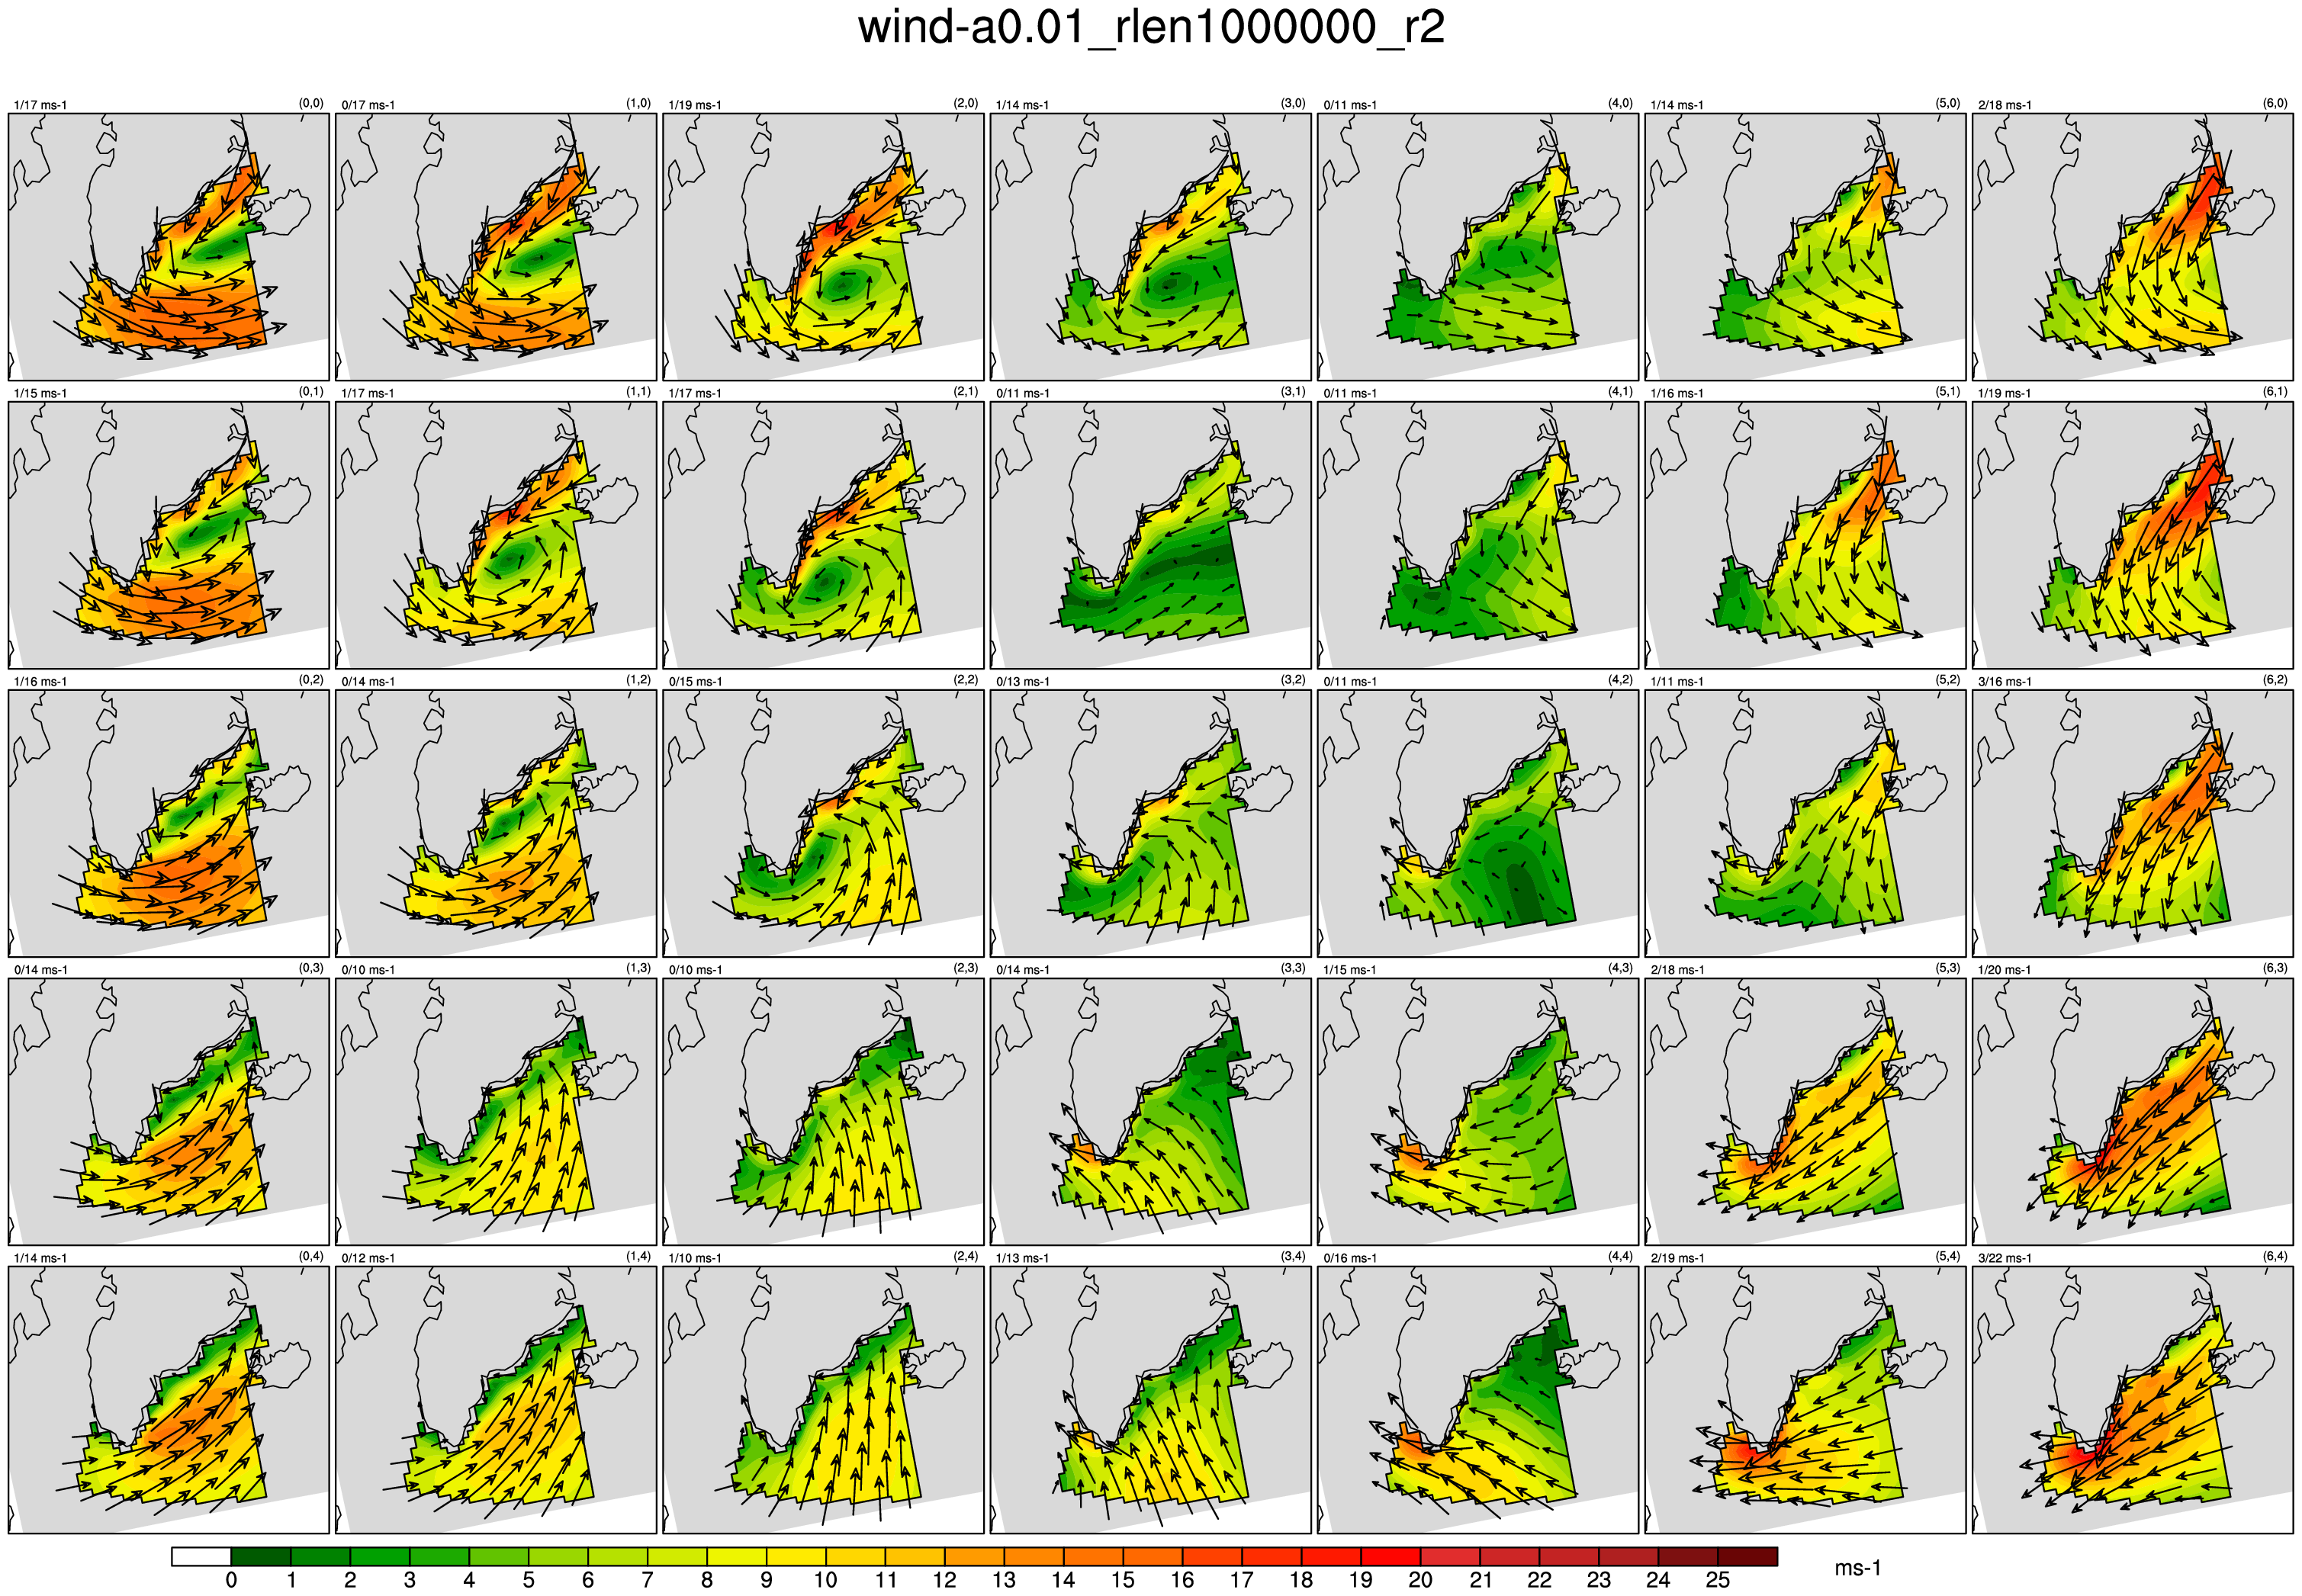 wind-a0.01_rlen1000000_r2
1/17 ms-1 (0,0) 0/17 ms-1 (1,0) 1/19 ms-1 (2,0) 1/14 ms-1 (3,0) 0/11 ms-1 (4,0) 1/14 ms-1 (5,0) 2/18 ms-1 (6,0)
1/15 ms-1 (0,1) 1/17 ms-1 (1,1) 1/17 ms-1 (2,1) 0/11 ms-1 (3,1) 0/11 ms-1 (4,1) 1/16 ms-1 (5,1) 1/19 ms-1 (6,1)
1/16 ms-1 (0,2) 0/14 ms-1 (1,2) 0/15 ms-1 (2,2) 0/13 ms-1 (3,2) 0/11 ms-1 (4,2) 1/11 ms-1 (5,2) 3/16 ms-1 (6,2)
0/14 ms-1 (0,3) 0/10 ms-1 (1,3) 0/10 ms-1 (2,3) 0/14 ms-1 (3,3) 1/15 ms-1 (4,3) 2/18 ms-1 (5,3) 1/20 ms-1 (6,3)
1/14 ms-1 (0,4) 0/12 ms-1 (1,4) 1/10 ms-1 (2,4) 1/13 ms-1 (3,4) 0/16 ms-1 (4,4) 2/19 ms-1 (5,4) 3/22 ms-1 (6,4)
0 1 2 3 4 5 6 7 8 9 10 11 12 13 14 15 16 17 18 19 20 21 22 23 24 25 ms-1